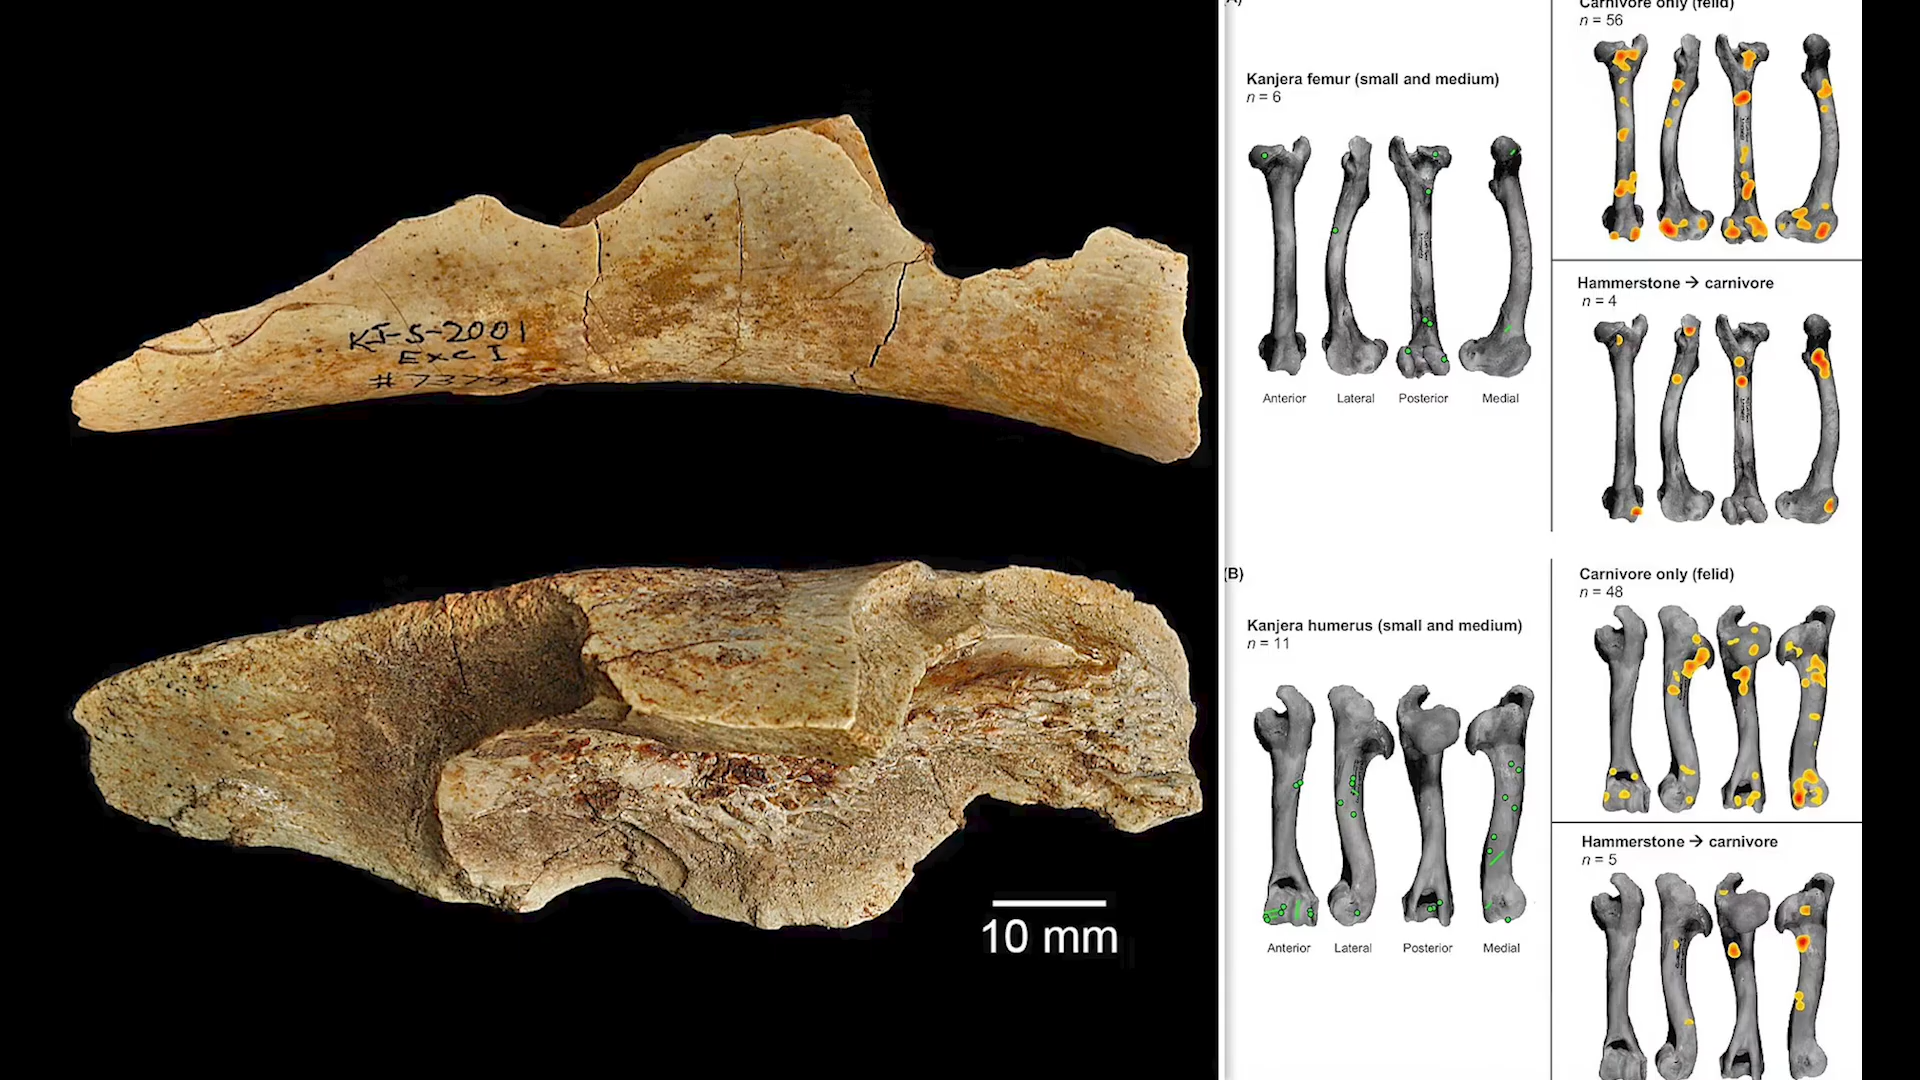 KJ-S-2001
Exc I
10 mm
Kanjera femur (small and medium)
n = 6
Anterior Lateral Posterior Medial
Carnivore only (felid)
n = 56
Hammerstone → carnivore
n = 4
(B)
Kanjera humerus (small and medium)
n = 11
Anterior Lateral Posterior Medial
Carnivore only (felid)
n = 48
Hammerstone → carnivore
n = 5